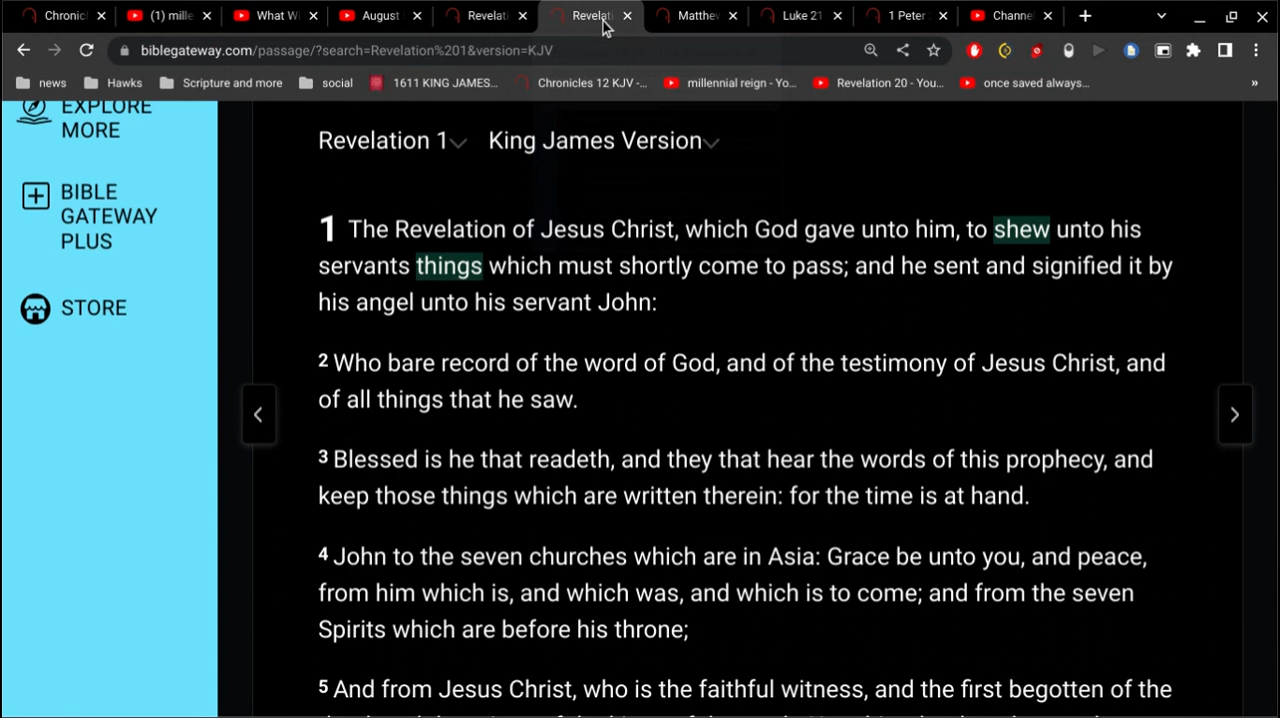 Chronic
(1) mille
What W
August
Revelati
Revelati
Matthew
Luke 21
1 Peter
Channel
biblegateway.com/passage/?search=Revelation%201&version=KJV
news
Hawks
Scripture and more
social
1611 KING JAMES...
Chronicles 12 KJV -...
millennial reign - Yo...
Revelation 20 - You...
once saved always...
»
EXPLORE
MORE
BIBLE
GATEWAY
PLUS
STORE
Revelation 1 King James Version
1 The Revelation of Jesus Christ, which God gave unto him, to shew unto his
servants things which must shortly come to pass; and he sent and signified it by
his angel unto his servant John:
2 Who bare record of the word of God, and of the testimony of Jesus Christ, and
of all things that he saw.
3 Blessed is he that readeth, and they that hear the words of this prophecy, and
keep those things which are written therein: for the time is at hand.
4 John to the seven churches which are in Asia: Grace be unto you, and peace,
from him which is, and which was, and which is to come; and from the seven
Spirits which are before his throne;
5 And from Jesus Christ, who is the faithful witness, and the first begotten of the